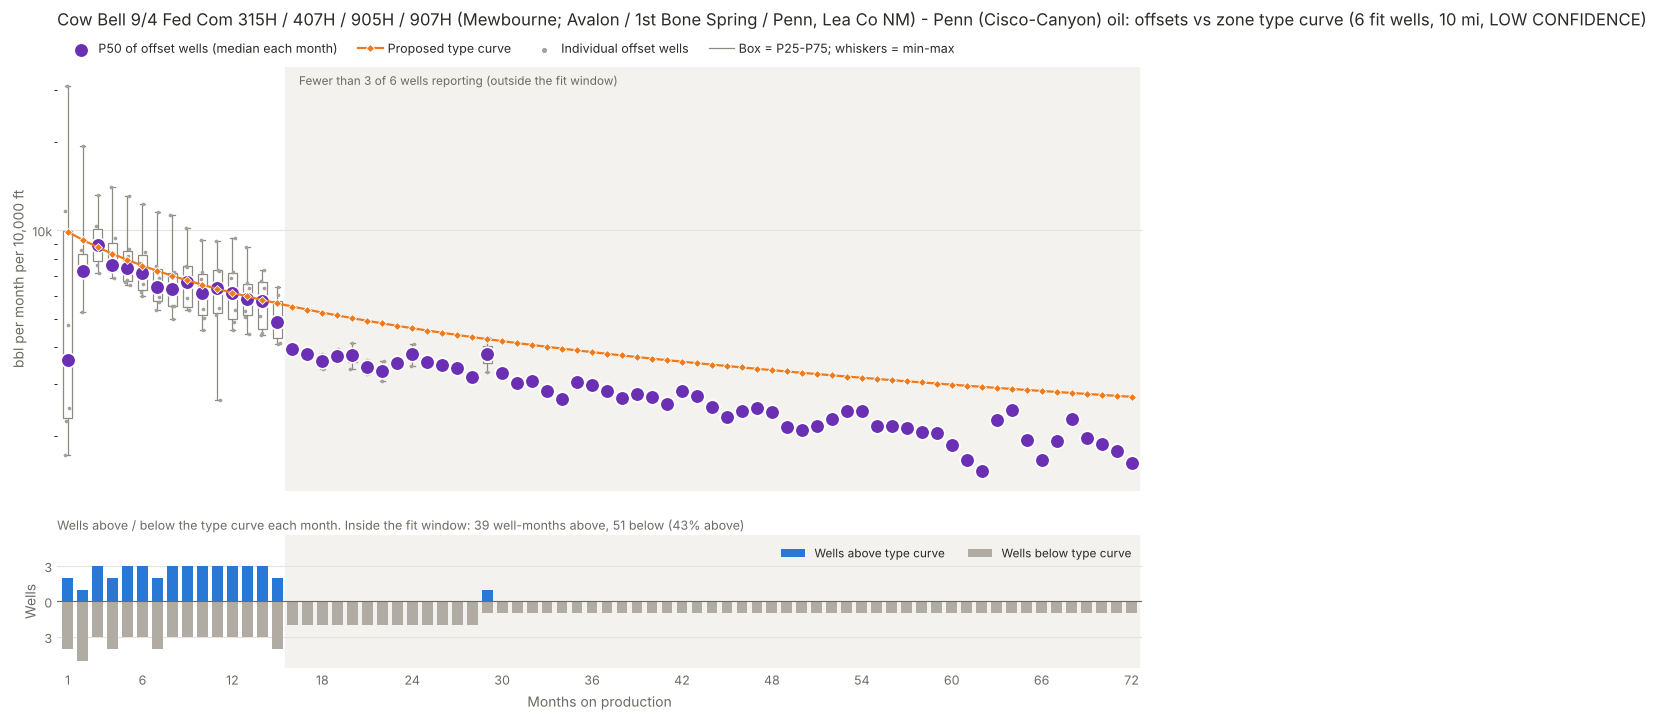 Cow Bell 9/4 Fed Com 315H / 407H / 905H / 907H (Mewbourne; Avalon / 1st Bone Spring / Penn, Lea Co NM) - Penn (Cisco-Canyon) oil: offsets vs zone type curve (6 fit wells, 10 mi, LOW CONFIDENCE)
P50 of offset wells (median each month) Proposed type curve Individual offset wells Box = P25-P75; whiskers = min-max
Fewer than 3 of 6 wells reporting (outside the fit window)
10k
bbl per month per 10,000 ft
Wells above / below the type curve each month. Inside the fit window: 39 well-months above, 51 below (43% above)
Wells above type curve Wells below type curve
3
0
3
Wells
1 6 12 18 24 30 36 42 48 54 60 66 72
Months on production